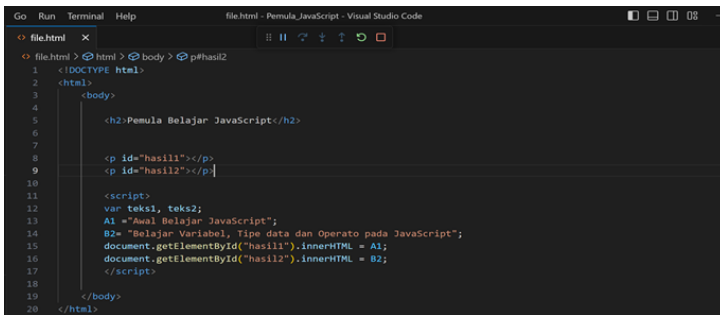 Go Run Terminal Help file.html - Pemula_JavaScript - Visual Studio Code
file.html
file.html > html > body > p#hasil2
1 <!DOCTYPE html>
2 <html>
3 <body>
4
5 <h2>Pemula Belajar JavaScript</h2>
6
7
8 <p id="hasil1"></p>
9 <p id="hasil2"></p>
10
11 <script>
12 var teks1, teks2;
13 A1 ="Awal Belajar JavaScript";
14 B2= "Belajar Variabel, Tipe data dan Operato pada JavaScript";
15 document.getElementById("hasil1").innerHTML = A1;
16 document.getElementById("hasil2").innerHTML = B2;
17 </script>
18
19 </body>
20 </html>